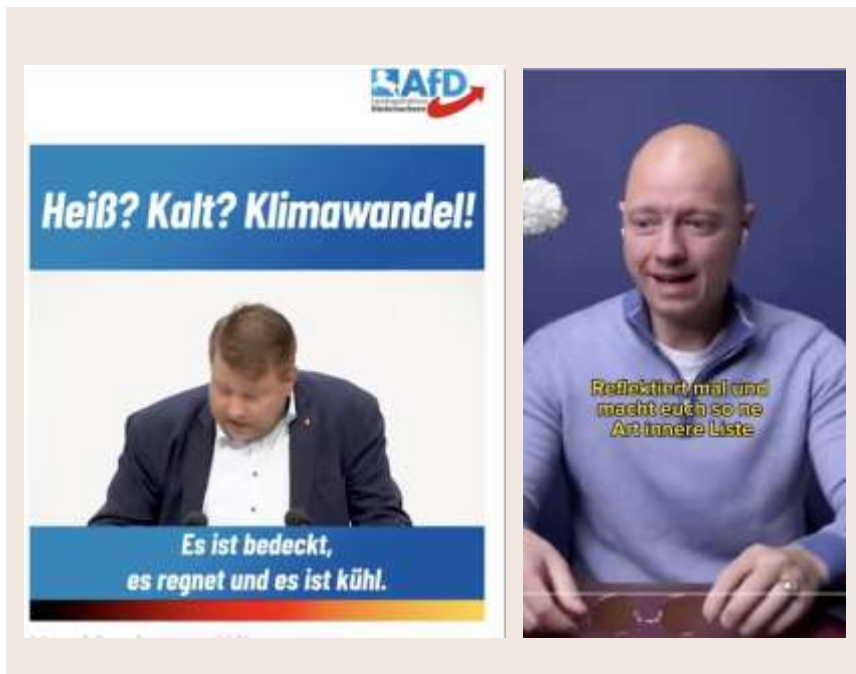 AfD
Heiß? Kalt? Klimawandel!
Es ist bedeckt,
es regnet und es ist kühl.
Reflektiert mal und
macht euch so ne
Art innere Liste